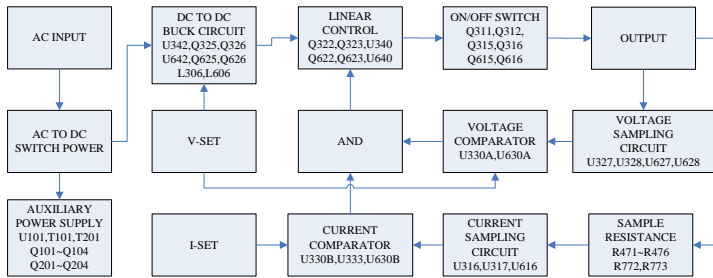 AC INPUT
DC TO DC
BUCK CIRCUIT
U342,Q325,Q326
U642,Q625,Q626
L306,L606
LINEAR
CONTROL
Q322,Q323,U340
Q622,Q623,U640
ON/OFF SWITCH
Q311,Q312,
Q315,Q316
Q615,Q616
OUTPUT
AC TO DC
SWITCH POWER
V-SET
AND
VOLTAGE
COMPARATOR
U330A,U630A
VOLTAGE
SAMPLING
CIRCUIT
U327,U328,U627,U628
AUXILIARY
POWER SUPPLY
U101,T101,T201
Q101~Q104
Q201~Q204
I-SET
CURRENT
COMPARATOR
U330B,U333,U630B
CURRENT
SAMPLING
CIRCUIT
U316,U317,U616
SAMPLE
RESISTANCE
R471~R476
R772,R773